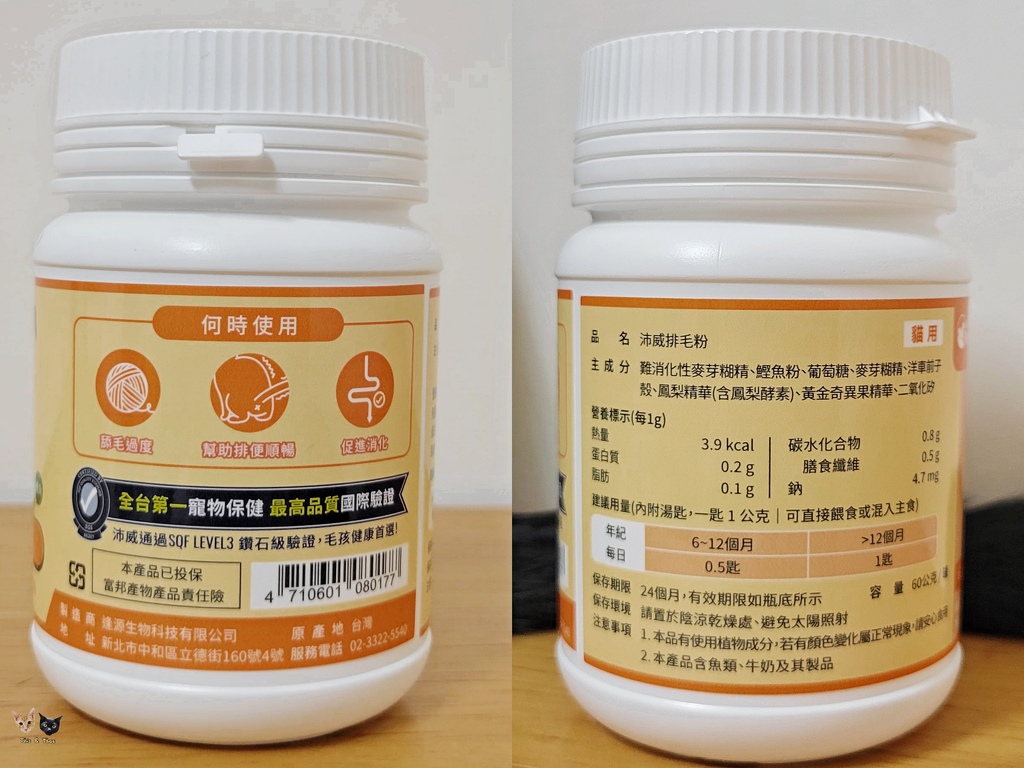 何時使用
舔毛過度
幫助排便順暢
促進消化
全台第一寵物保健 最高品質國際驗證
沛威通過SQF LEVEL3 鑽石級驗證,毛孩健康首選!
本產品已投保
富邦產物產品責任險
4 710601 080177
製造商 達源生物科技有限公司 原產地 台灣
地址 新北市中和區立德街160號4號 服務電話 02-3322-5540
品名 沛威排毛粉
貓用
主成分 難消化性麥芽糊精、鰹魚粉、葡萄糖、麥芽糊精、洋車前子
殼、鳳梨精華(含鳳梨酵素)、黃金奇異果精華、二氧化矽
營養標示(每1g)
熱量 3.9 kcal 碳水化合物 0.8 g
蛋白質 0.2 g 膳食纖維 0.5 g
脂肪 0.1 g 鈉 4.7 mg
建議用量(內附湯匙,一匙1公克|可直接餵食或混入主食)
年紀 6~12個月 >12個月
每日 0.5匙 1匙
保存期限 24個月,有效期限如瓶底所示 容量 60公克/罐
保存環境 請置於陰涼乾燥處、避免太陽照射
注意事項 1.本品有使用植物成分,若有顏色變化屬正常現象,請安心食用
2.本產品含魚類、牛奶及其製品